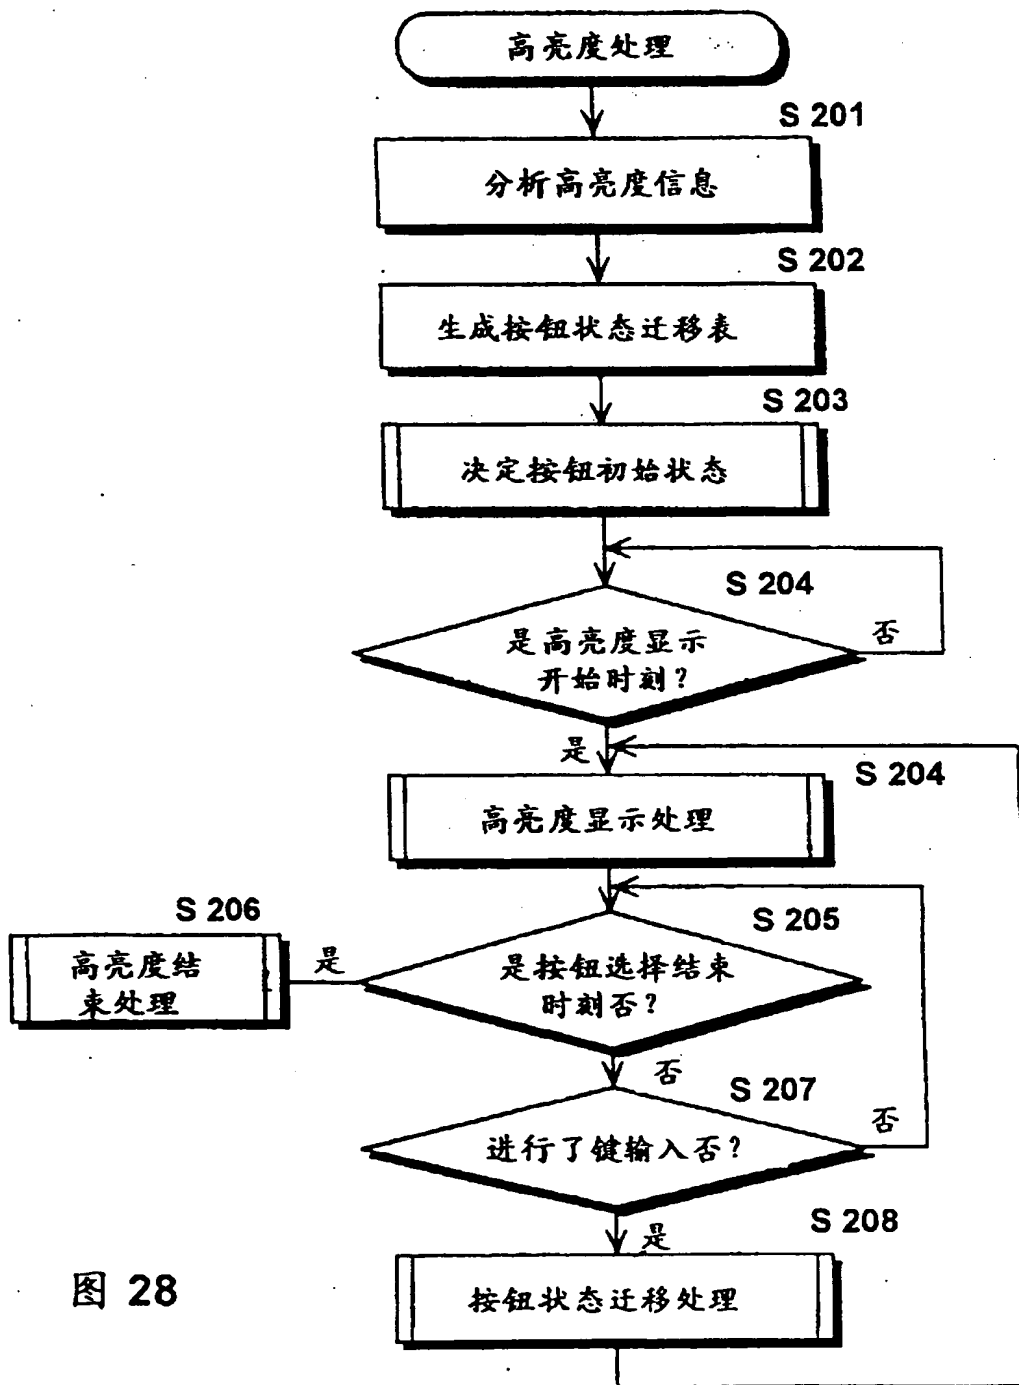 高亮度处理
S 201
分析高亮度信息
S 202
生成按钮状态迁移表
S 203
决定按钮初始状态
S 204
是高亮度显示
开始时刻?
否
是
S 204
高亮度显示处理
S 206
高亮度结
束处理
是
S 205
是按钮选择结束
时刻否?
否
S 207
进行了键输入否?
否
是
S 208
按钮状态迁移处理
图 28